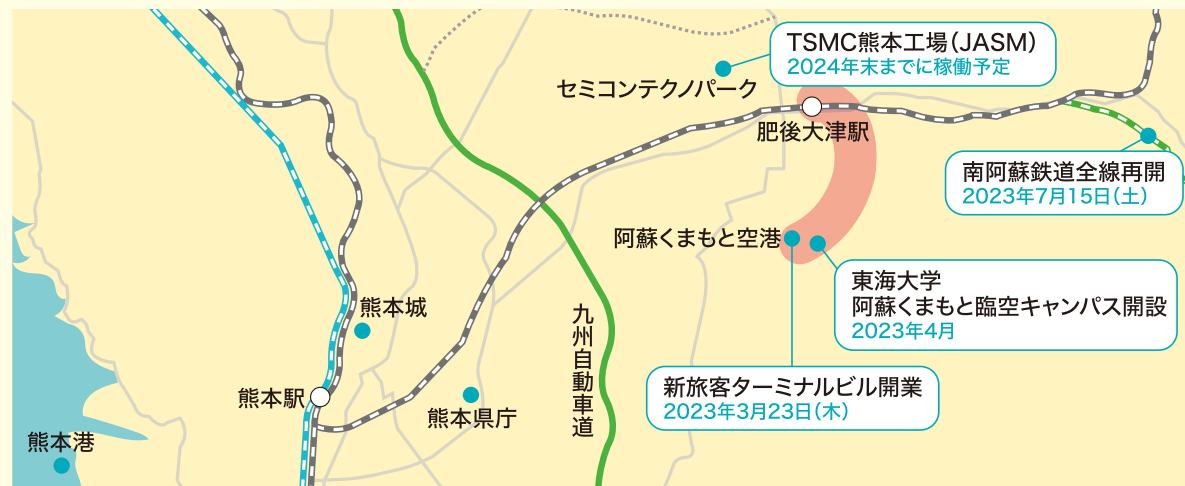 TSMC熊本工場（JASM）
2024年末までに稼働予定
セミコンテクノパーク
肥後大津駅
南阿蘇鉄道全線再開
2023年7月15日（土）
阿蘇くまもと空港
東海大学
阿蘇くまもと臨空キャンパス開設
2023年4月
熊本城
九州自動車道
新旅客ターミナルビル開業
2023年3月23日（木）
熊本駅
熊本県庁
熊本港